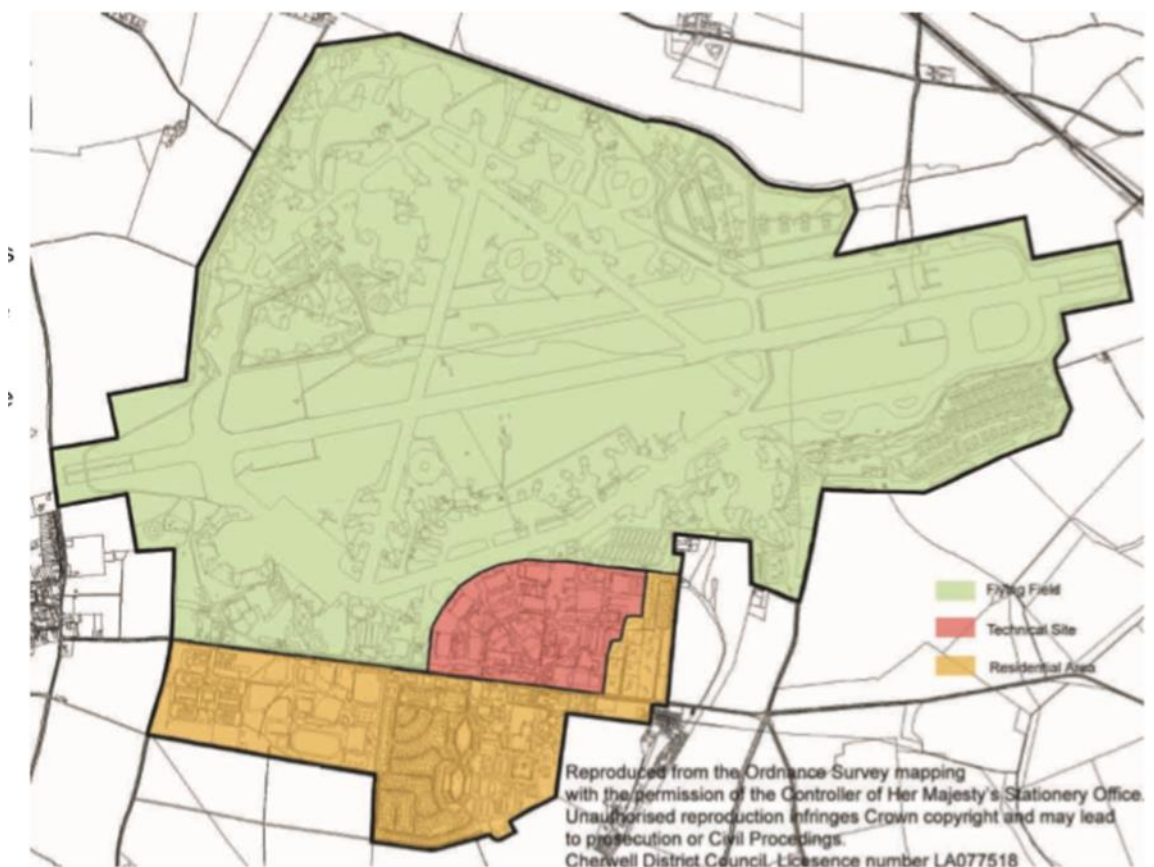 s
e
Flying Field
Technical Site
Residential Area
Reproduced from the Ordnance Survey mapping
with the permission of the Controller of Her Majesty's Stationery Office.
Unauthorised reproduction infringes Crown copyright and may lead
to prosecution or Civil Procedings.
Cherwell District Council. Licesence number LA077518